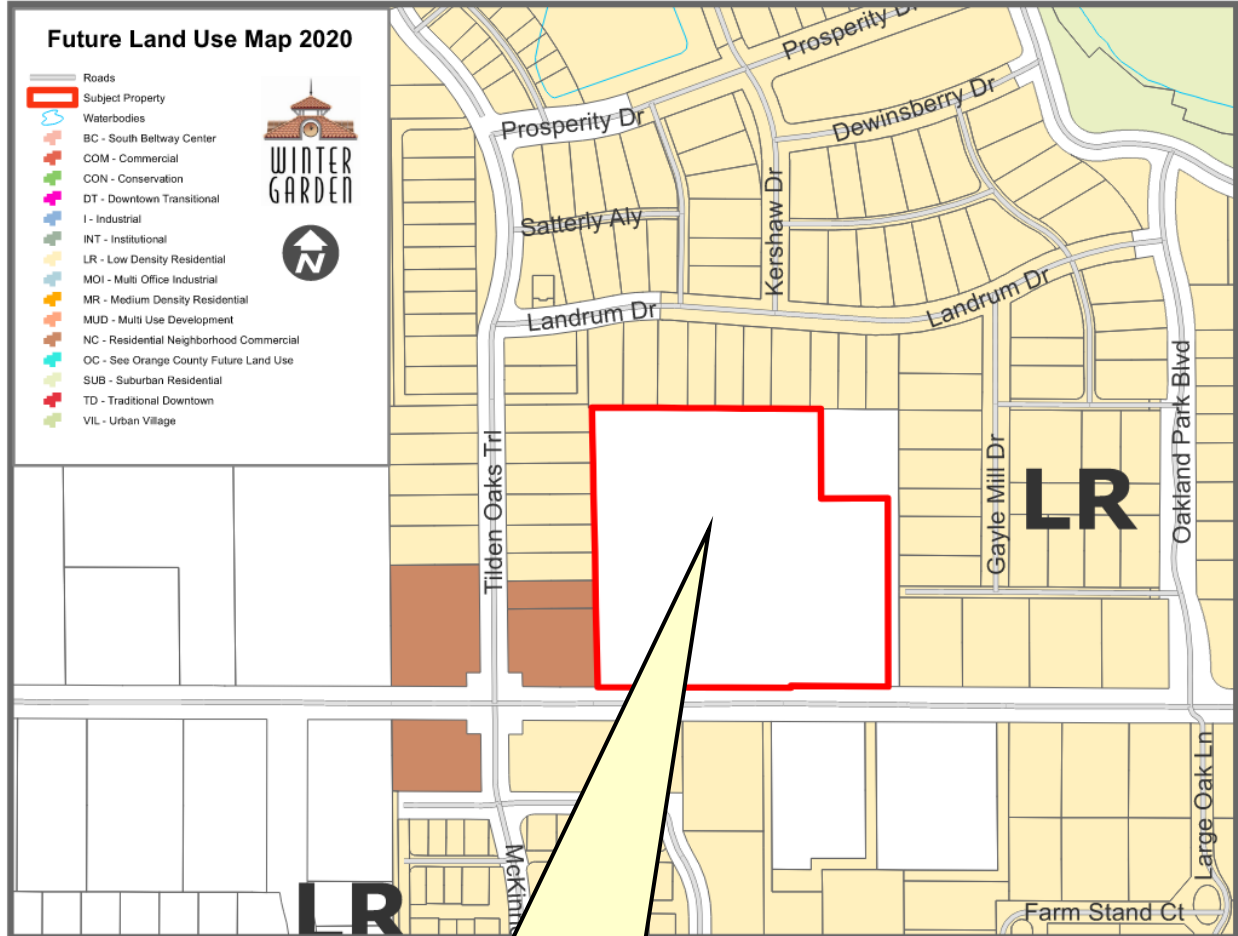 Future Land Use Map 2020
Roads
Subject Property
Waterbodies
BC - South Beltway Center
COM - Commercial
CON - Conservation
DT - Downtown Transitional
I - Industrial
INT - Institutional
LR - Low Density Residential
MOI - Multi Office Industrial
MR - Medium Density Residential
MUD - Multi Use Development
NC - Residential Neighborhood Commercial
OC - See Orange County Future Land Use
SUB - Suburban Residential
TD - Traditional Downtown
VIL - Urban Village
WINTER
GARDEN
N
Prosperity Dr
Prosperity Dr
Dewinsberry Dr
Satterly Aly
Kershaw Dr
Landrum Dr
Landrum Dr
Tilden Oaks Trl
Gayle Mill Dr
LR
Oakland Park Blvd
Large Oak Ln
LR
Farm Stand Ct